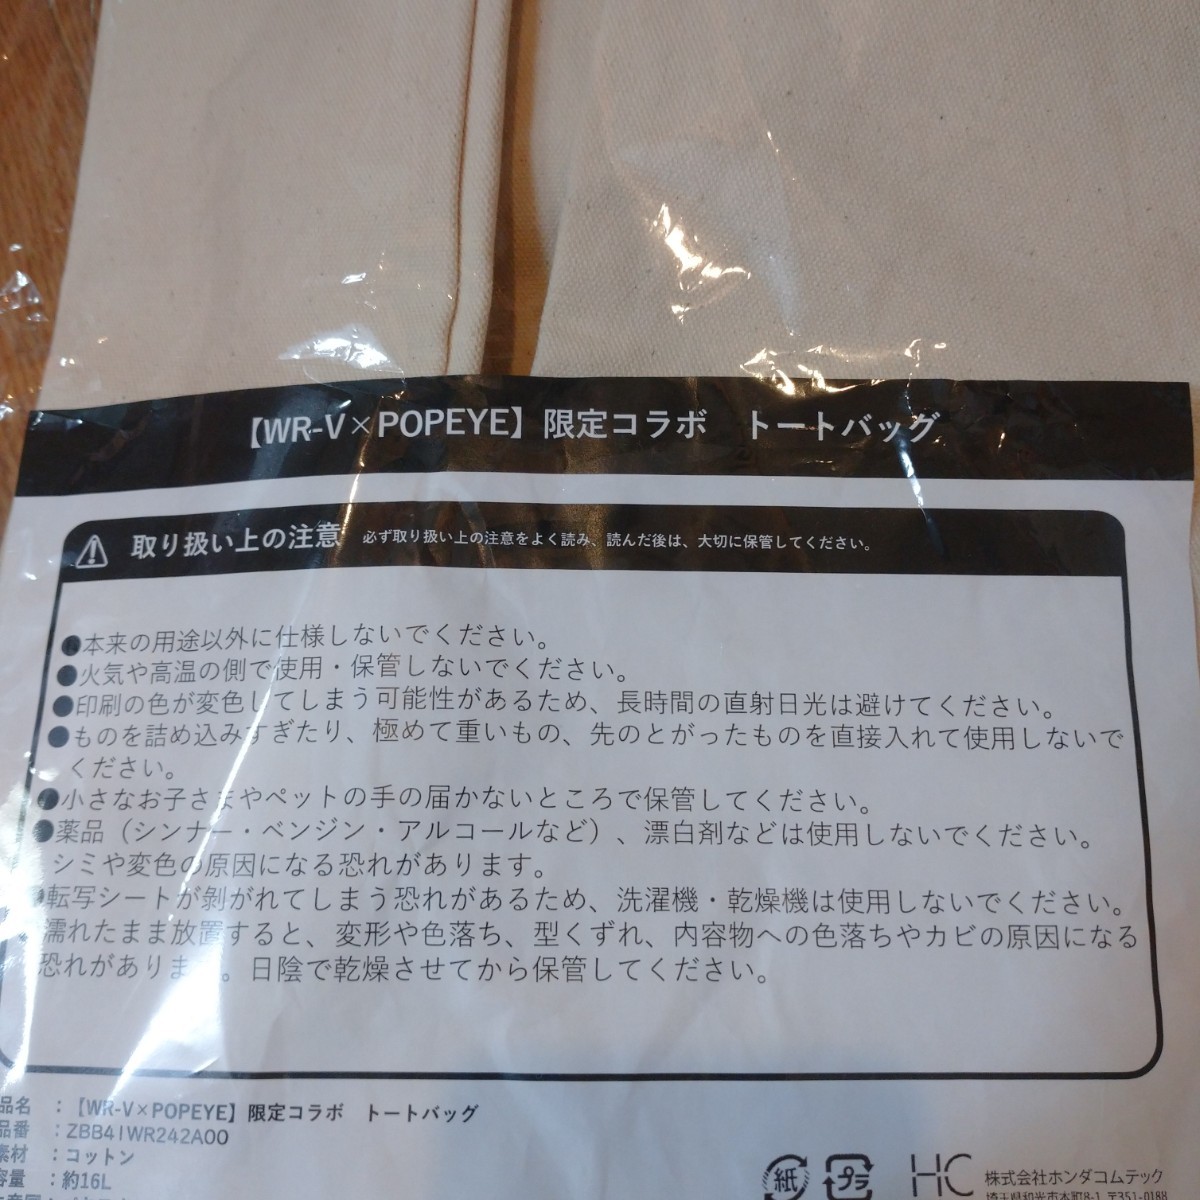 【WR-V×POPEYE】限定コラボ　トートバッグ
取り扱い上の注意 必ず取り扱い上の注意をよく読み、読んだ後は、大切に保管してください。
●本来の用途以外に仕様しないでください。
●火気や高温の側で使用・保管しないでください。
●印刷の色が変色してしまう可能性があるため、長時間の直射日光は避けてください。
●ものを詰め込みすぎたり、極めて重いもの、先のとがったものを直接入れて使用しないで
ください。
●小さなお子さまやペットの手の届かないところで保管してください。
●薬品（シンナー・ベンジン・アルコールなど）、漂白剤などは使用しないでください。
シミや変色の原因になる恐れがあります。
●転写シートが剝がれてしまう恐れがあるため、洗濯機・乾燥機は使用しないでください。
濡れたまま放置すると、変形や色落ち、型くずれ、内容物への色落ちやカビの原因になる
恐れがあります。日陰で乾燥させてから保管してください。
品名　：【WR-V×POPEYE】限定コラボ　トートバッグ
品番　：ZBB41WR242A00
素材　：コットン
容量　：約16L
紙 プラ HC 株式会社ホンダコムテック
埼玉県和光市本町8-1 〒351-0188